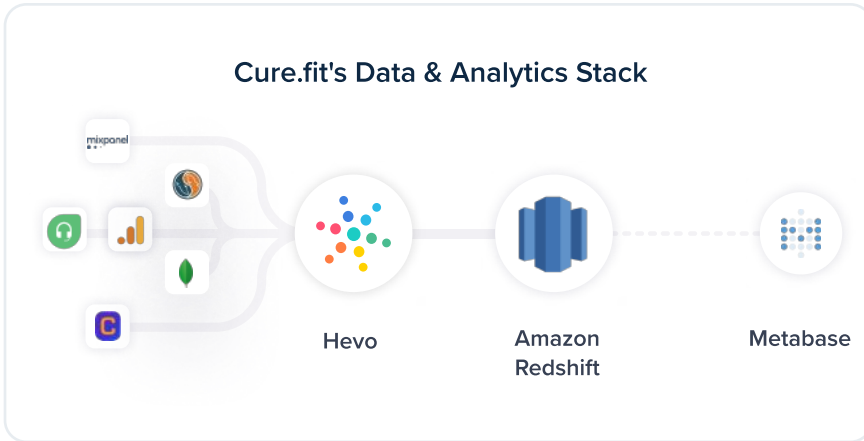 Cure.fit's Data & Analytics Stack
mixpanel
C
Hevo
Amazon
Redshift
Metabase